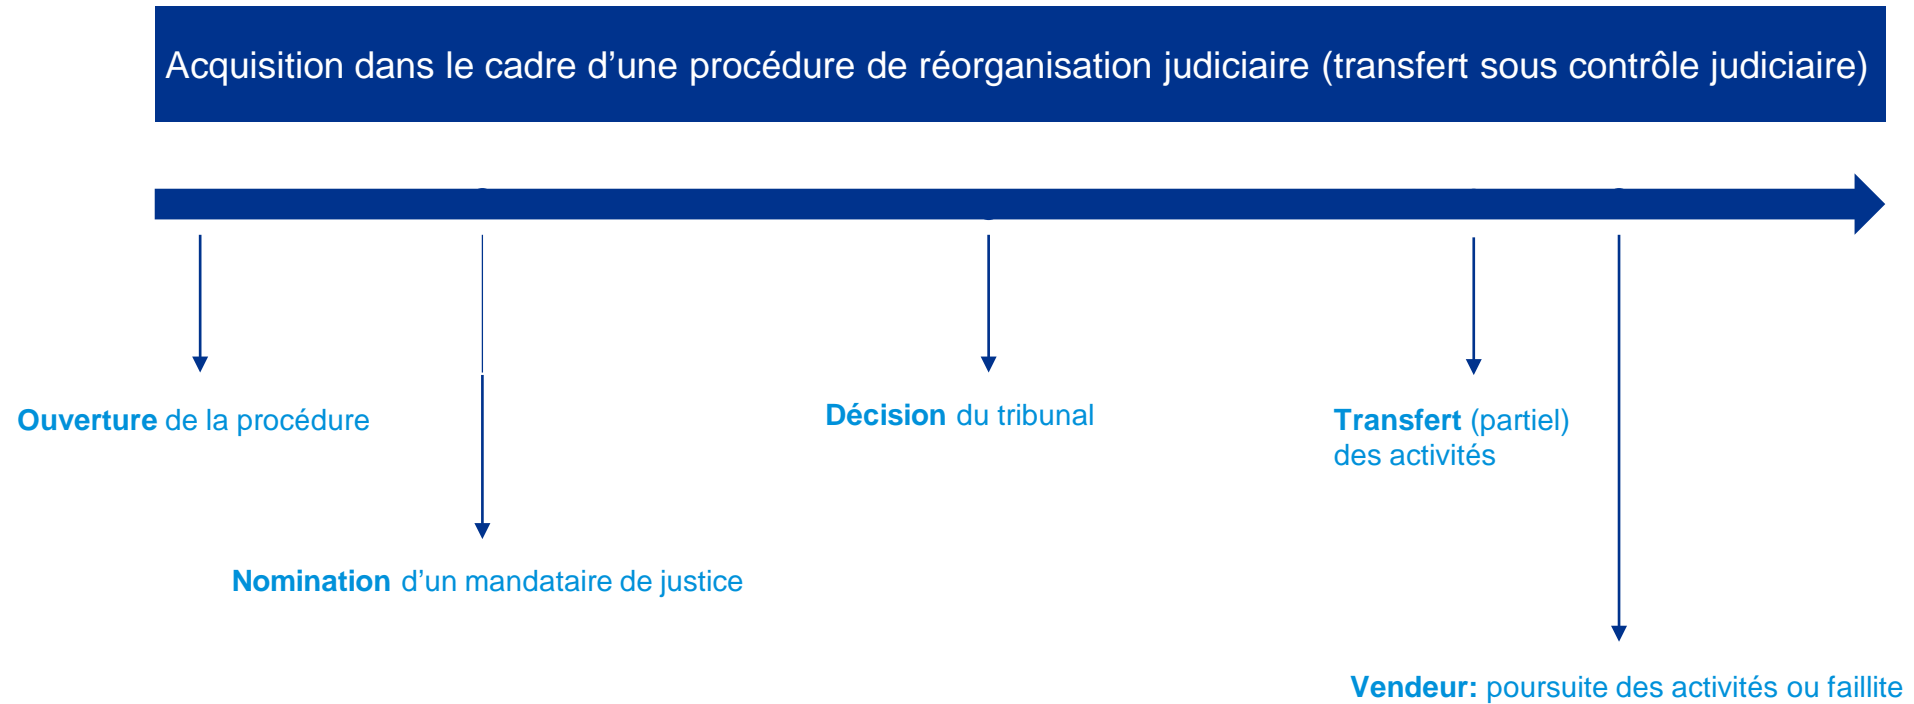 Acquisition dans le cadre d’une procédure de réorganisation judiciaire (transfert sous contrôle judiciaire)
Ouverture de la procédure
Nomination d’un mandataire de justice
Décision du tribunal
Transfert (partiel)
des activités
Vendeur: poursuite des activités ou faillite